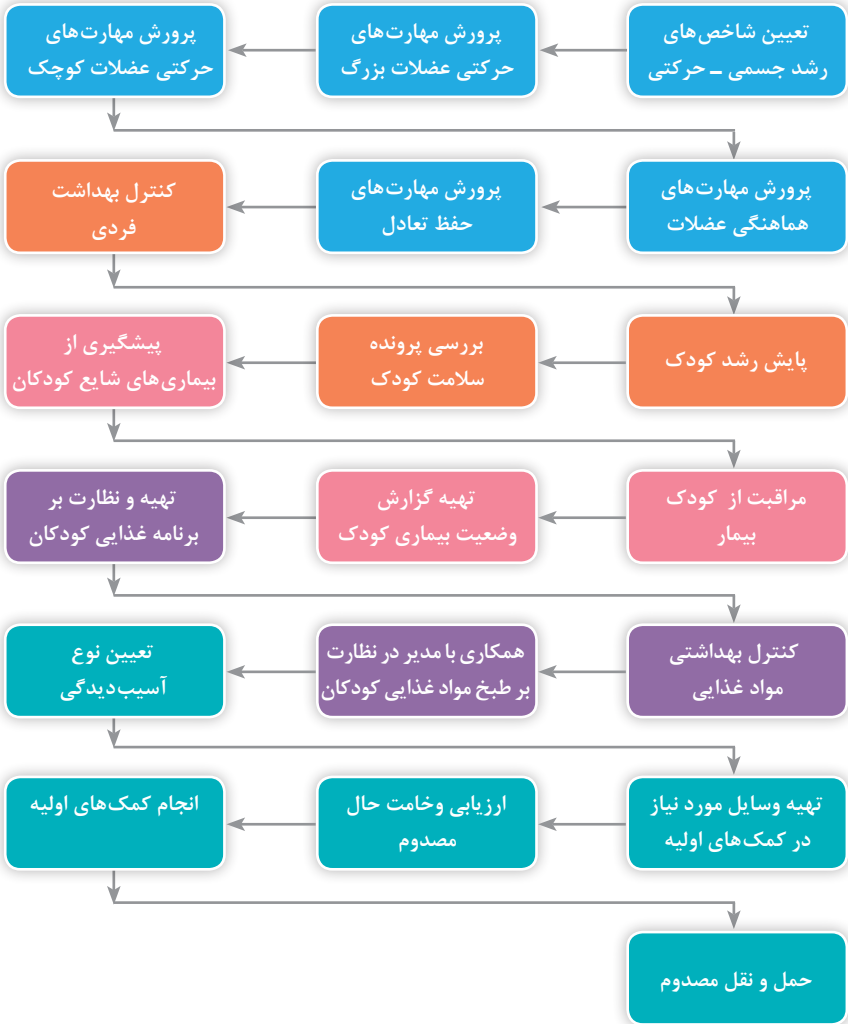 تعیین شاخص‌های
رشد جسمی ـ حرکتی
پرورش مهارت‌های
حرکتی عضلات بزرگ
پرورش مهارت‌های
حرکتی عضلات کوچک
پرورش مهارت‌های
هماهنگی عضلات
پرورش مهارت‌های
حفظ تعادل
کنترل بهداشت
فردی
پایش رشد کودک
بررسی پرونده
سلامت کودک
پیشگیری از
بیماری‌های شایع کودکان
مراقبت از کودک
بیمار
تهیه گزارش
وضعیت بیماری کودک
تهیه و نظارت بر
برنامه غذایی کودکان
کنترل بهداشتی
مواد غذایی
همکاری با مدیر در نظارت
بر طبخ مواد غذایی کودکان
تعیین نوع
آسیب‌دیدگی
تهیه وسایل مورد نیاز
در کمک‌های اولیه
ارزیابی وخامت حال
مصدوم
انجام کمک‌های اولیه
حمل و نقل مصدوم